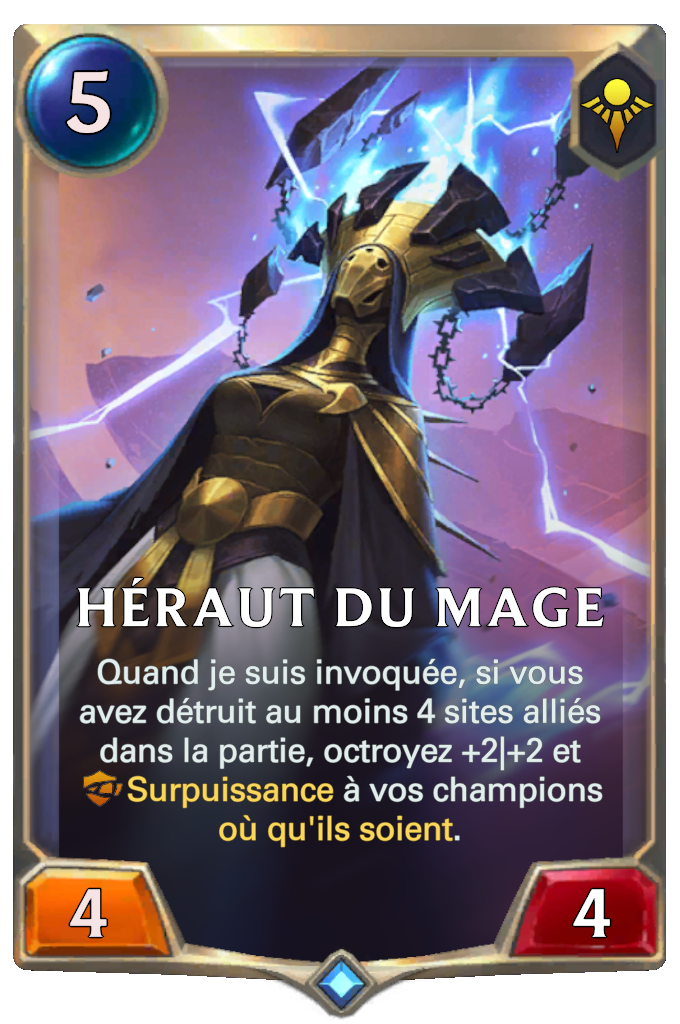 5
HÉRAUT DU MAGE
Quand je suis invoquée, si vous
avez détruit au moins 4 sites alliés
dans la partie, octroyez +2|+2 et
Surpuissance à vos champions
où qu'ils soient.
4
4